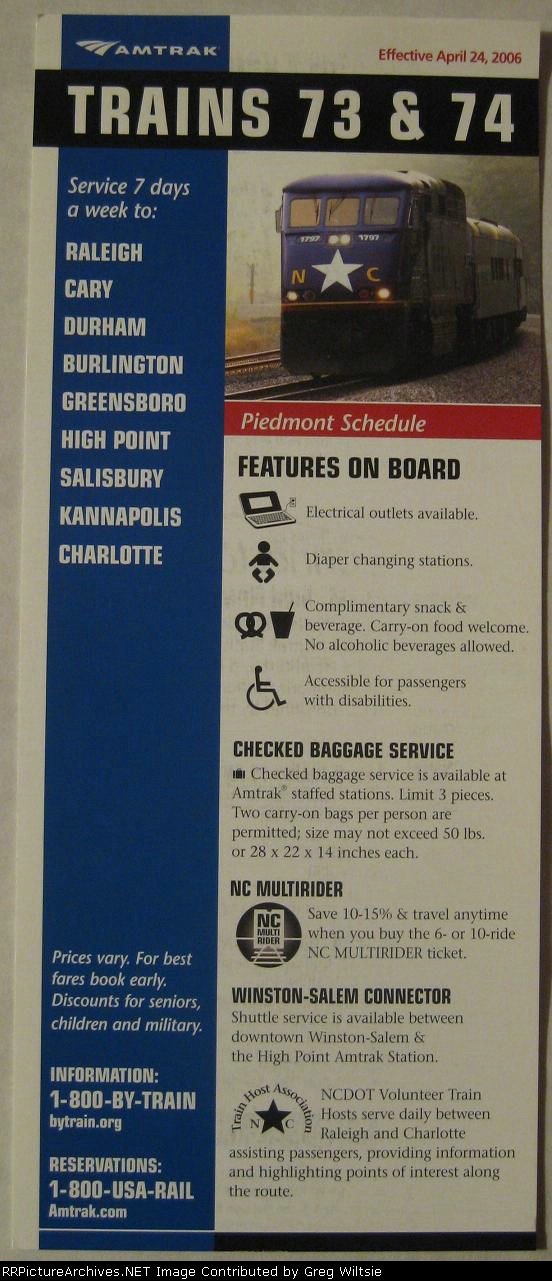 AMTRAK
Effective April 24, 2006
TRAINS 73 & 74
Service 7 days
a week to:
RALEIGH
CARY
DURHAM
BURLINGTON
GREENSBORO
HIGH POINT
SALISBURY
KANNAPOLIS
CHARLOTTE
Prices vary. For best
fares book early.
Discounts for seniors,
children and military.
INFORMATION:
1-800-BY-TRAIN
bytrain.org
RESERVATIONS:
1-800-USA-RAIL
Amtrak.com
1797 1797
N C
Piedmont Schedule
FEATURES ON BOARD
Electrical outlets available.
Diaper changing stations.
Complimentary snack &
beverage. Carry-on food welcome.
No alcoholic beverages allowed.
Accessible for passengers
with disabilities.
CHECKED BAGGAGE SERVICE
Checked baggage service is available at
Amtrak® staffed stations. Limit 3 pieces.
Two carry-on bags per person are
permitted; size may not exceed 50 lbs.
or 28 x 22 x 14 inches each.
NC MULTIRIDER
NC
MULTI
RIDER
Save 10-15% & travel anytime
when you buy the 6- or 10-ride
NC MULTIRIDER ticket.
WINSTON-SALEM CONNECTOR
Shuttle service is available between
downtown Winston-Salem &
the High Point Amtrak Station.
Train Host Association
N C
NCDOT Volunteer Train
Hosts serve daily between
Raleigh and Charlotte
assisting passengers, providing information
and highlighting points of interest along
the route.
RRPictureArchives.NET Image Contributed by Greg Wiltsie